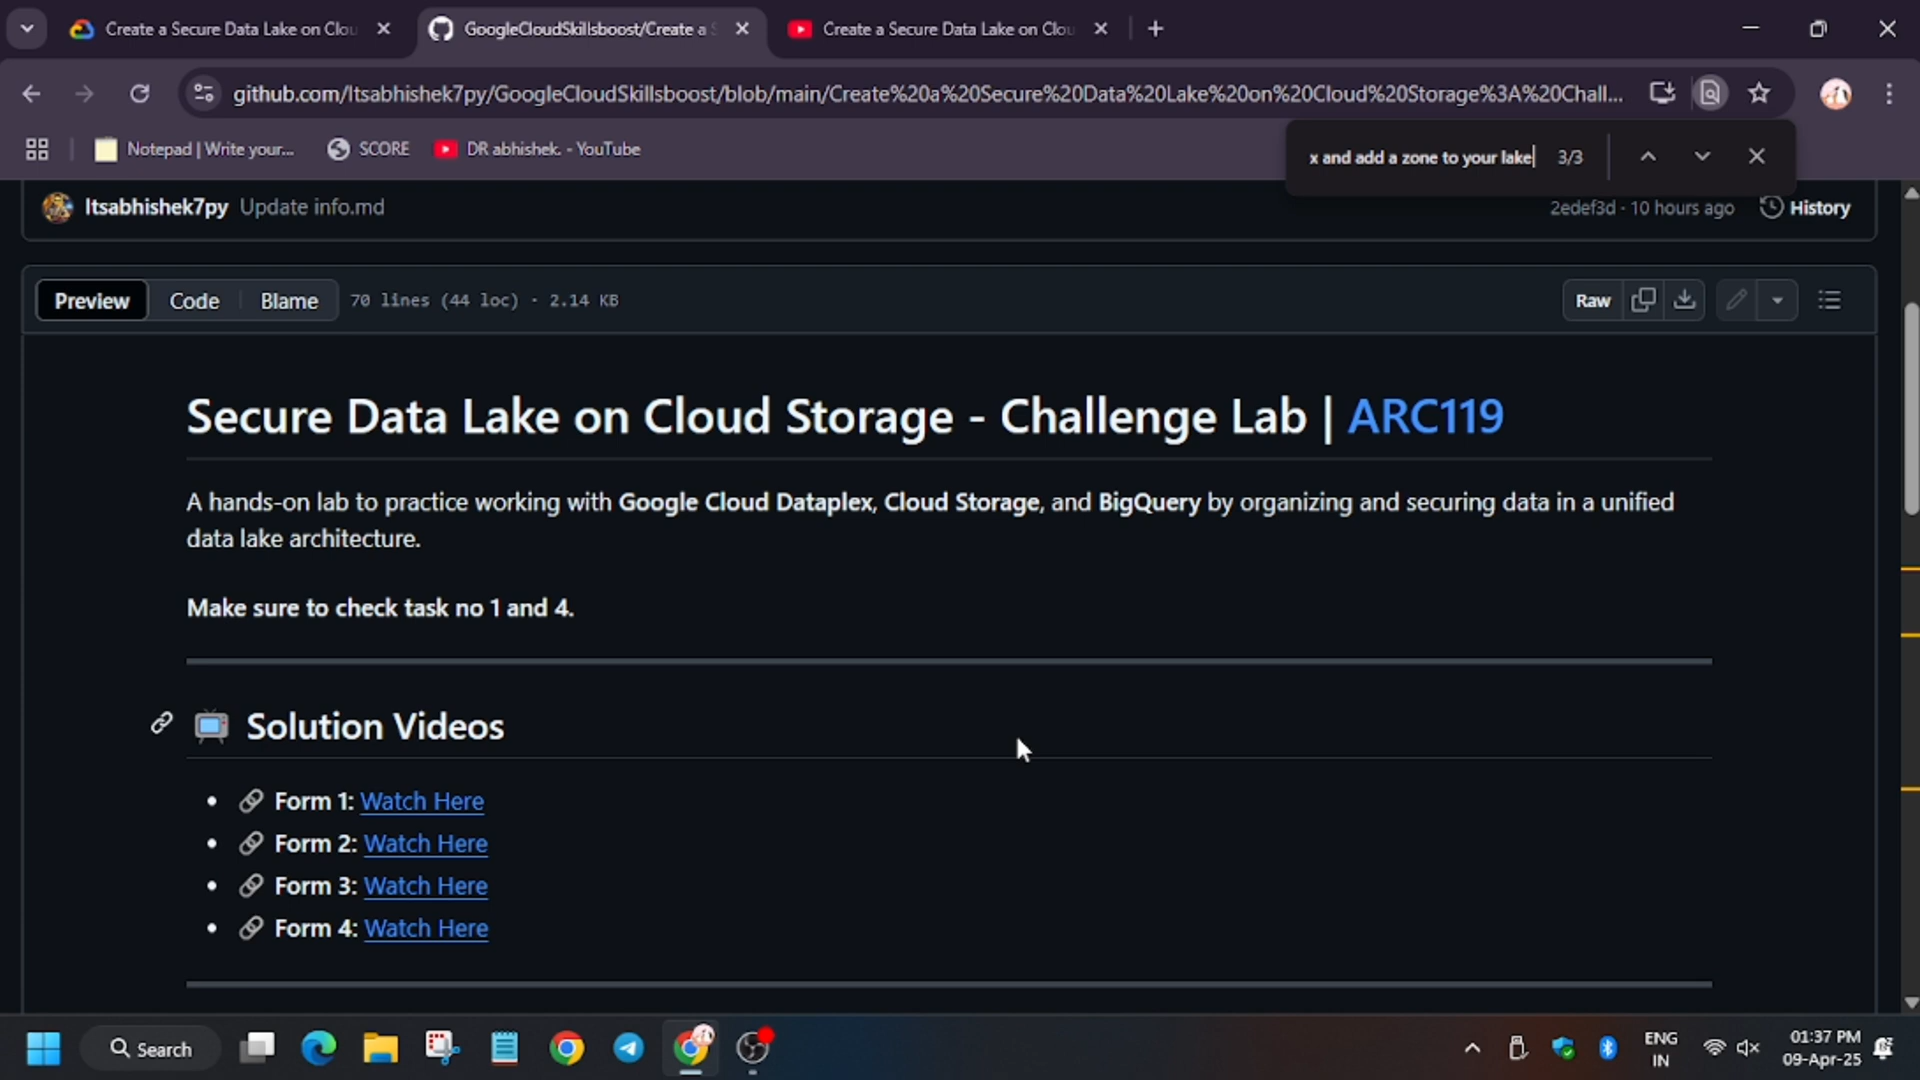 Create a Secure Data Lake on Clou
GoogleCloudSkillsboost/Create a S
Create a Secure Data Lake on Clou
github.com/Itsabhishek7py/GoogleCloudSkillsboost/blob/main/Create%20a%20Secure%20Data%20Lake%20on%20Cloud%20Storage%3A%20Chall...
Notepad | Write your...
SCORE
DR abhishek. - YouTube
x and add a zone to your lake
3/3
Itsabhishek7py Update info.md
2edef3d · 10 hours ago
History
Preview
Code
Blame
70 lines (44 loc) · 2.14 KB
Raw
Secure Data Lake on Cloud Storage - Challenge Lab | ARC119
A hands-on lab to practice working with Google Cloud Dataplex, Cloud Storage, and BigQuery by organizing and securing data in a unified
data lake architecture.
Make sure to check task no 1 and 4.
Solution Videos
Form 1: Watch Here
Form 2: Watch Here
Form 3: Watch Here
Form 4: Watch Here
Search
ENG
IN
01:37 PM
09-Apr-25